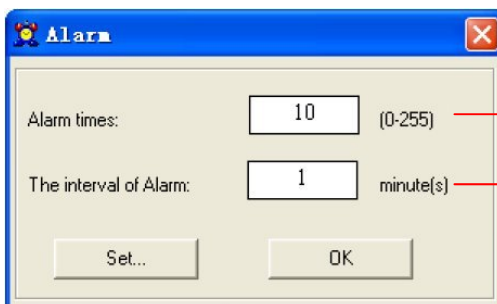 Alarm
Alarm times: 10 (0-255)
The interval of Alarm: 1 minute(s)
Set... OK